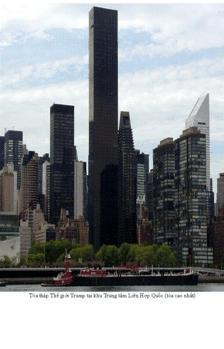 Tòa tháp Thế giới Trump tại khu Trung tâm Liên Hợp Quốc (tòa cao nhất)